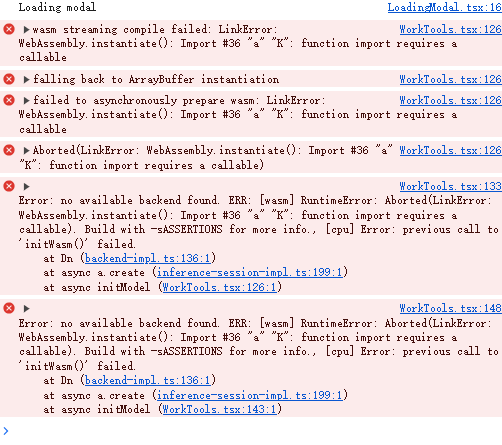 Loading modal LoadingModal.tsx:16
▶wasm streaming compile failed: LinkError: WorkTools.tsx:126
WebAssembly.instantiate(): Import #36 "a" "K": function import requires a
callable
▶falling back to ArrayBuffer instantiation WorkTools.tsx:126
▶failed to asynchronously prepare wasm: LinkError: WorkTools.tsx:126
WebAssembly.instantiate(): Import #36 "a" "K": function import requires a
callable
▶Aborted(LinkError: WebAssembly.instantiate(): Import #36 "a" WorkTools.tsx:126
"K": function import requires a callable)
▶ WorkTools.tsx:133
Error: no available backend found. ERR: [wasm] RuntimeError: Aborted(LinkError:
WebAssembly.instantiate(): Import #36 "a" "K": function import requires a
callable). Build with -sASSERTIONS for more info., [cpu] Error: previous call to
'initWasm()' failed.
at Dn (backend-impl.ts:136:1)
at async a.create (inference-session-impl.ts:199:1)
at async initModel (WorkTools.tsx:126:1)
▶ WorkTools.tsx:148
Error: no available backend found. ERR: [wasm] RuntimeError: Aborted(LinkError:
WebAssembly.instantiate(): Import #36 "a" "K": function import requires a
callable). Build with -sASSERTIONS for more info., [cpu] Error: previous call to
'initWasm()' failed.
at Dn (backend-impl.ts:136:1)
at async a.create (inference-session-impl.ts:199:1)
at async initModel (WorkTools.tsx:143:1)